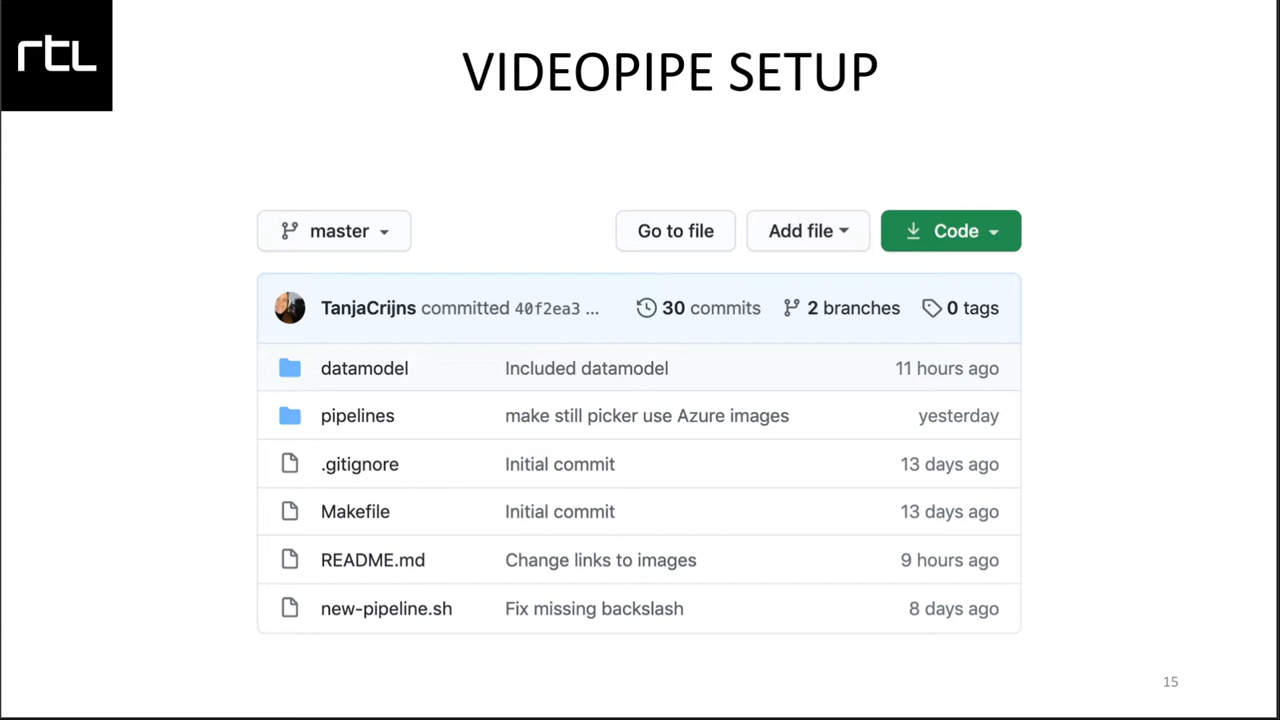 rtl
VIDEOPIPE SETUP
master
Go to file
Add file
Code
TanjaCrijns committed 40f2ea3 ...
30 commits
2 branches
0 tags
datamodel Included datamodel 11 hours ago
pipelines make still picker use Azure images yesterday
.gitignore Initial commit 13 days ago
Makefile Initial commit 13 days ago
README.md Change links to images 9 hours ago
new-pipeline.sh Fix missing backslash 8 days ago
15